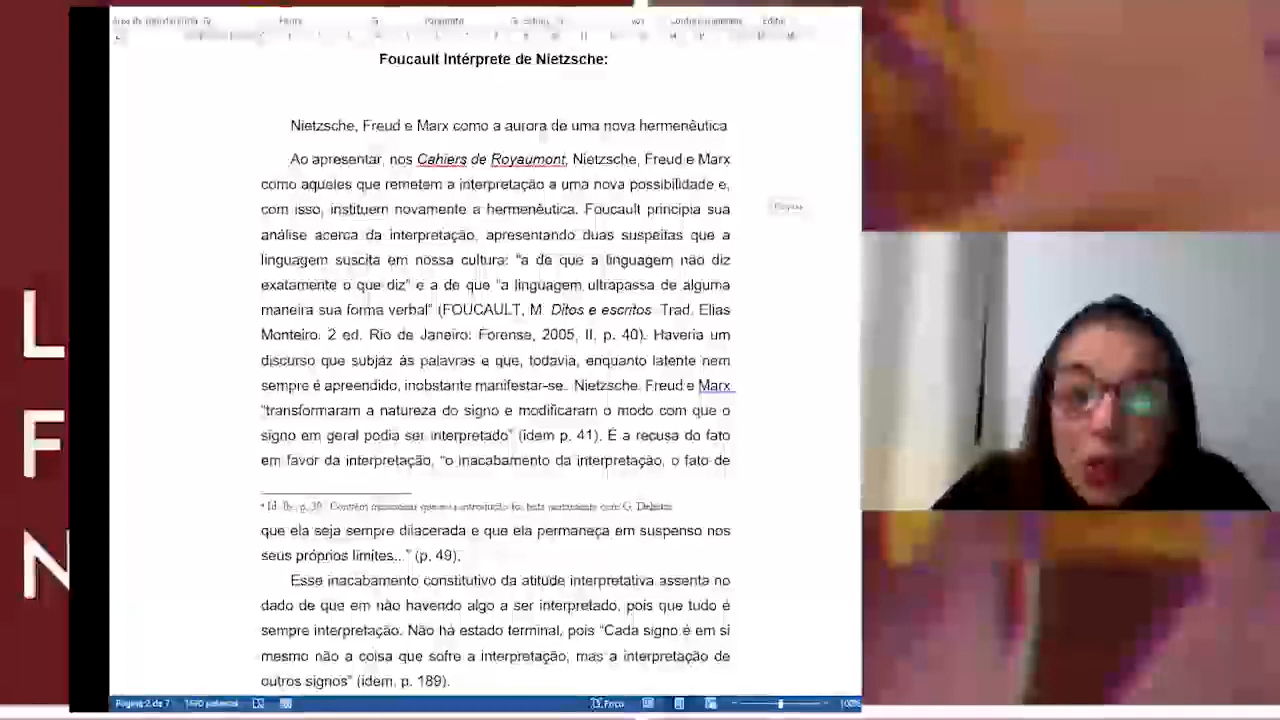 Foucault Intérprete de Nietzsche:
Nietzsche, Freud e Marx como a aurora de uma nova hermenêutica
Ao apresentar, nos Cahiers de Royaumont, Nietzsche, Freud e Marx
como aqueles que remetem a interpretação a uma nova possibilidade e,
com isso, instituem novamente a hermenêutica. Foucault principia sua
análise acerca da interpretação, apresentando duas suspeitas que a
linguagem suscita em nossa cultura: “a de que a linguagem não diz
exatamente o que diz” e a de que “a linguagem ultrapassa de alguma
maneira sua forma verbal” (FOUCAULT, M. Ditos e escritos. Trad. Elias
Monteiro. 2 ed. Rio de Janeiro: Forense, 2005, II, p. 40). Haveria um
discurso que subjaz às palavras e que, todavia, enquanto latente nem
sempre é apreendido, inobstante manifestar-se. Nietzsche. Freud e Marx
“transformaram a natureza do signo e modificaram o modo com que o
signo em geral podia ser interpretado” (idem p. 41). É a recusa do fato
em favor da interpretação, “o inacabamento da interpretação, o fato de
que ela seja sempre dilacerada e que ela permaneça em suspenso nos
seus próprios limites...” (p. 49).
Esse inacabamento constitutivo da atitude interpretativa assenta no
dado de que em não havendo algo a ser interpretado, pois que tudo é
sempre interpretação. Não há estado terminal, pois “Cada signo é em si
mesmo não a coisa que sofre a interpretação, mas a interpretação de
outros signos” (idem, p. 189).
Página 2 de 7
Foco
100%
L
F
N